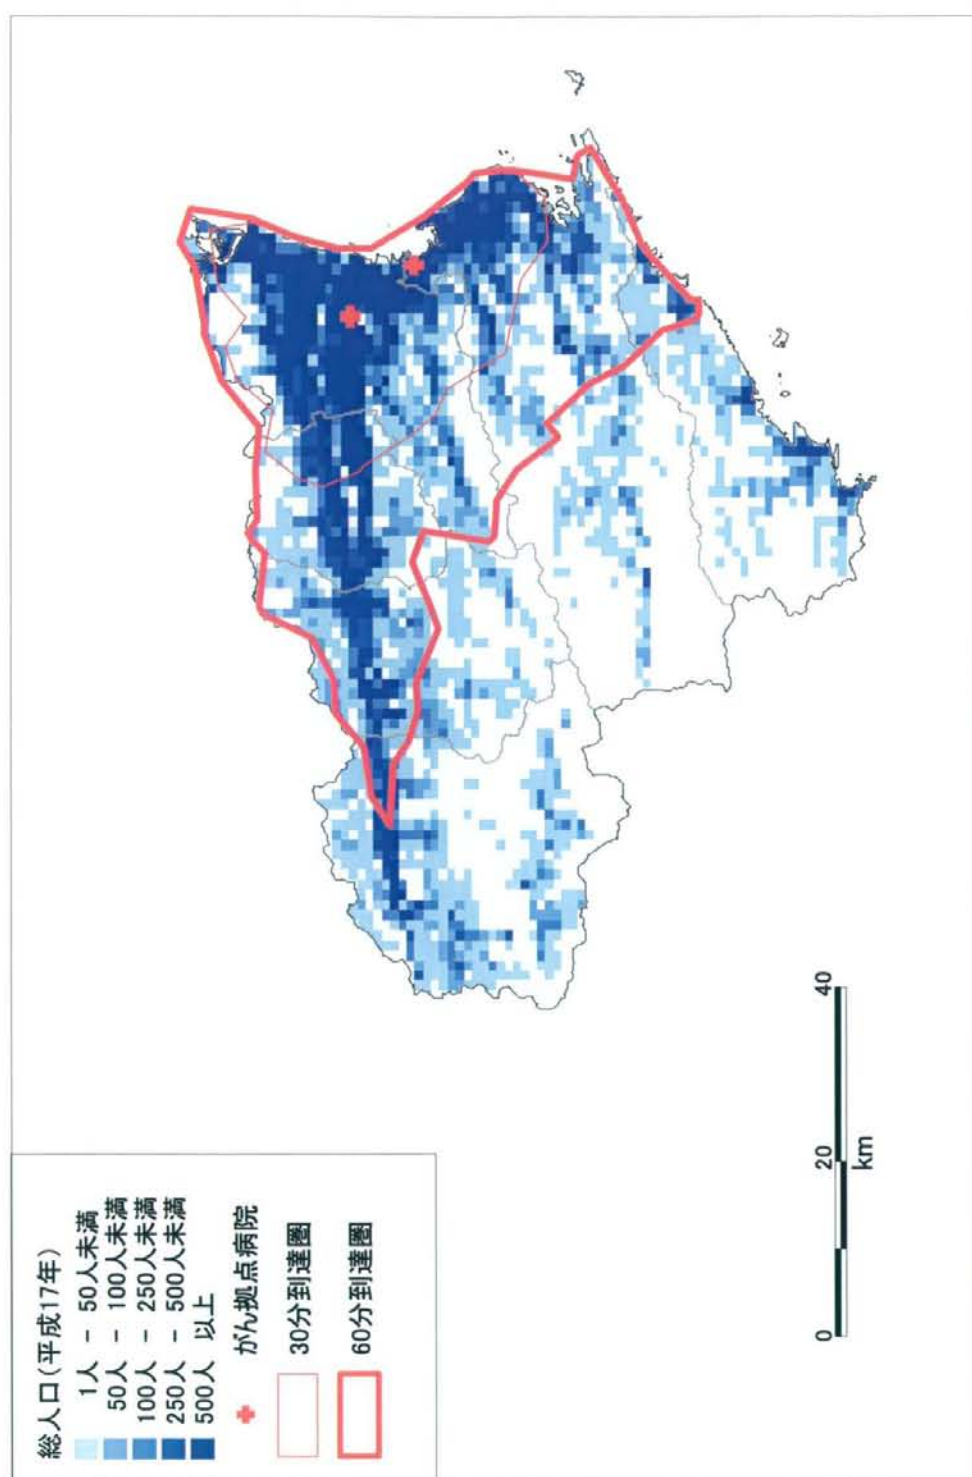 総人口(平成17年)
1人 - 50人未満
50人 - 100人未満
100人 - 250人未満
250人 - 500人未満
500人 以上
がん拠点病院
30分到達圏
60分到達圏
0 20 40
km